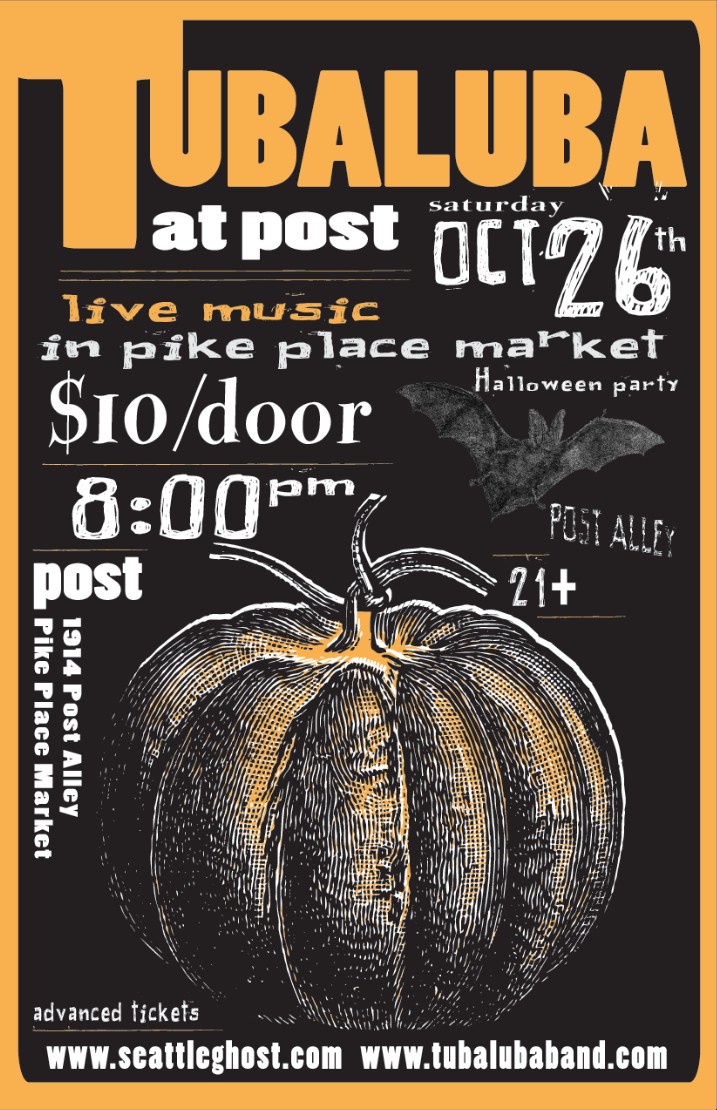 TUBALUBA
at post
saturday
OCT 26th
live music
in pike place market
Halloween party
$10/door
8:00pm
POST ALLEY
post
21+
1914 Post Alley
Pike Place Market
advanced tickets
www.seattleghost.com www.tubalubaband.com